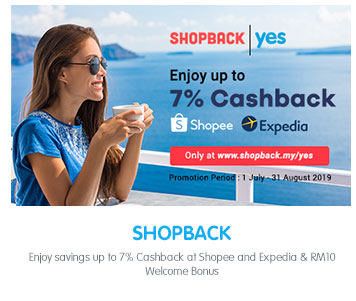 SHOPBACK | yes
Enjoy up to
7% Cashback
S Shopee Expedia
Only at www.shopback.my/yes
Promotion Period : 1 July - 31 August 2019
SHOPBACK
Enjoy savings up to 7% Cashback at Shopee and Expedia & RM10
Welcome Bonus